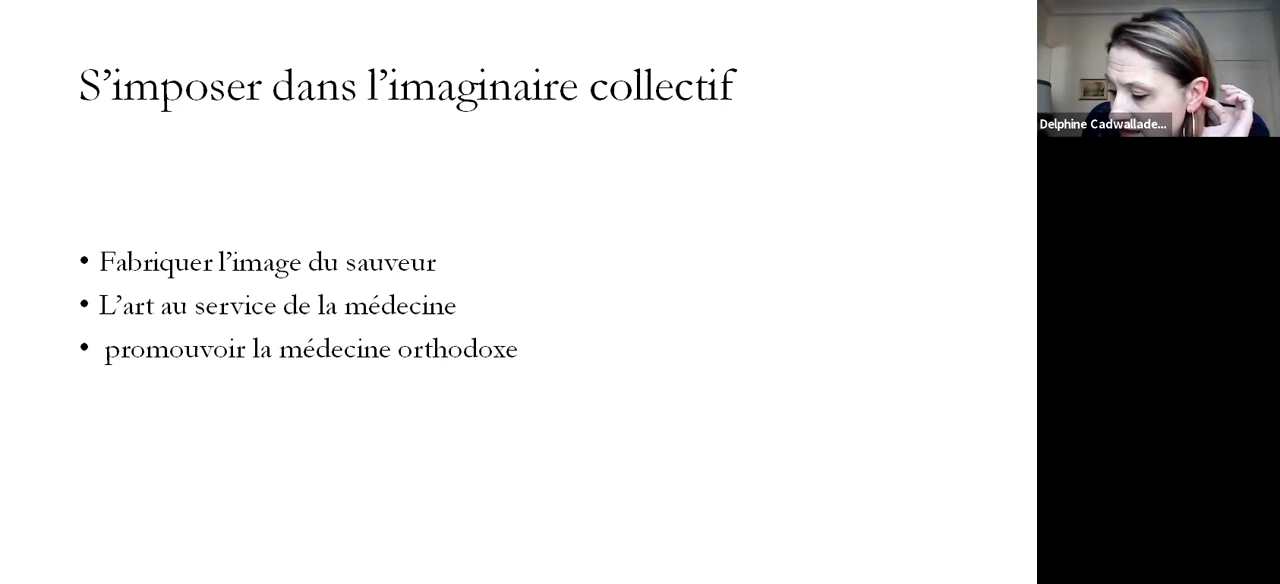 S’imposer dans l’imaginaire collectif
Delphine Cadwallade...
• Fabriquer l’image du sauveur
• L’art au service de la médecine
• promouvoir la médecine orthodoxe